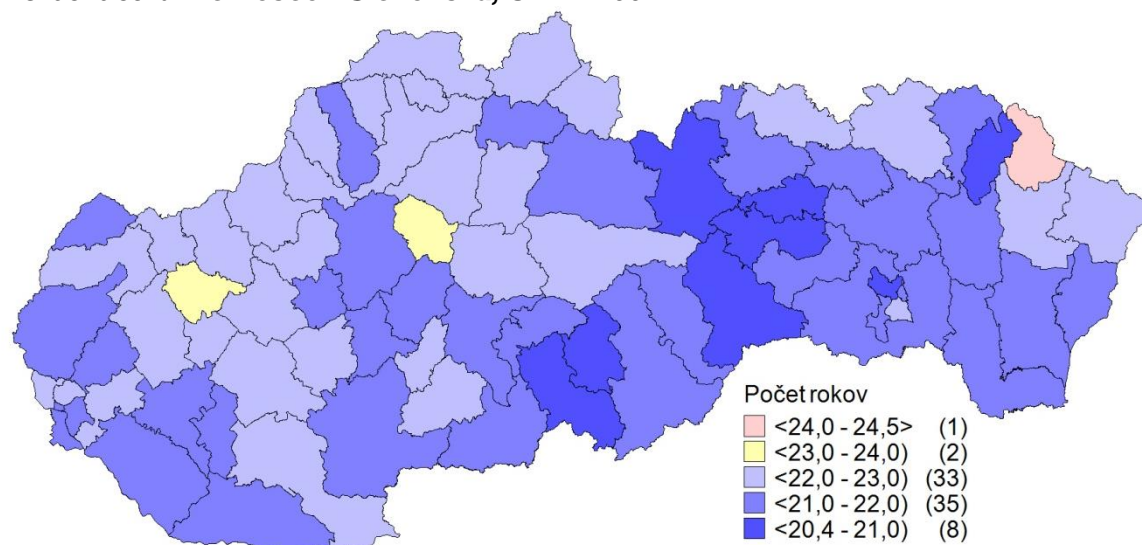 Počet rokov
<24,0 - 24,5> (1)
<23,0 - 24,0) (2)
<22,0 - 23,0) (33)
<21,0 - 22,0) (35)
<20,4 - 21,0) (8)